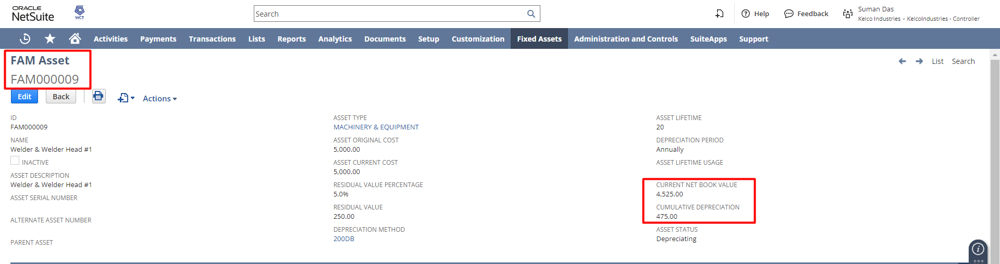 ORACLE
NetSuite
WCT
Search
Help
Feedback
Suman Das
Kelco Industries - KelcoIndustries - Controller
Activities Payments Transactions Lists Reports Analytics Documents Setup Customization Fixed Assets Administration and Controls SuiteApps Support
FAM Asset
FAM000009
List Search
Edit Back Actions
ID
FAM000009
NAME
Welder & Welder Head #1
INACTIVE
ASSET DESCRIPTION
Welder & Welder Head #1
ASSET SERIAL NUMBER
ALTERNATE ASSET NUMBER
PARENT ASSET
ASSET TYPE
MACHINERY & EQUIPMENT
ASSET ORIGINAL COST
5,000.00
ASSET CURRENT COST
5,000.00
RESIDUAL VALUE PERCENTAGE
5.0%
RESIDUAL VALUE
250.00
DEPRECIATION METHOD
200DB
ASSET LIFETIME
20
DEPRECIATION PERIOD
Annually
ASSET LIFETIME USAGE
CURRENT NET BOOK VALUE
4,525.00
CUMULATIVE DEPRECIATION
475.00
ASSET STATUS
Depreciating